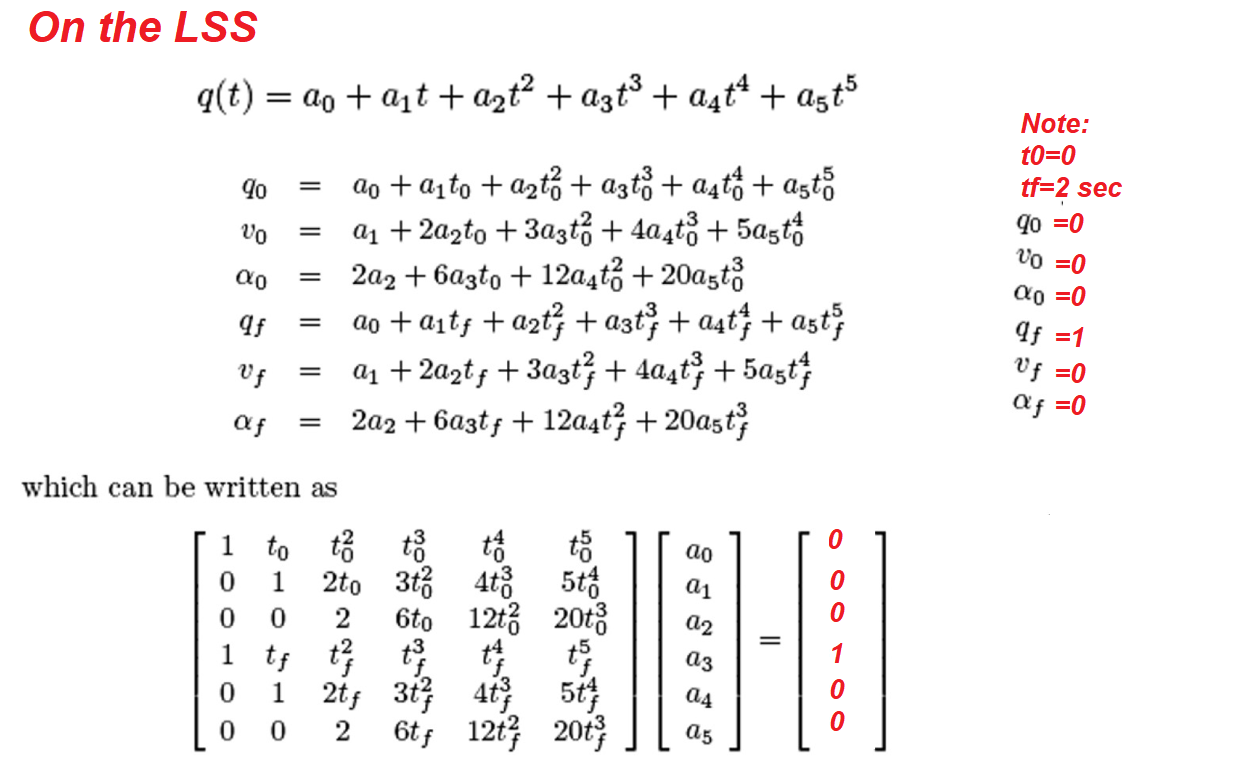 On the LSS
q(t) = a₀ + a₁t + a₂t² + a₃t³ + a₄t⁴ + a₅t⁵
Note:
t0=0
tf=2 sec
q₀ =0
v₀ =0
α₀ =0
q_f =1
v_f =0
α_f =0
q₀ = a₀ + a₁t₀ + a₂t₀² + a₃t₀³ + a₄t₀⁴ + a₅t₀⁵
v₀ = a₁ + 2a₂t₀ + 3a₃t₀² + 4a₄t₀³ + 5a₅t₀⁴
α₀ = 2a₂ + 6a₃t₀ + 12a₄t₀² + 20a₅t₀³
q_f = a₀ + a₁t_f + a₂t_f² + a₃t_f³ + a₄t_f⁴ + a₅t_f⁵
v_f = a₁ + 2a₂t_f + 3a₃t_f² + 4a₄t_f³ + 5a₅t_f⁴
α_f = 2a₂ + 6a₃t_f + 12a₄t_f² + 20a₅t_f³
which can be written as
1 t₀ t₀² t₀³ t₀⁴ t₀⁵ a₀ 0
0 1 2t₀ 3t₀² 4t₀³ 5t₀⁴ a₁ 0
0 0 2 6t₀ 12t₀² 20t₀³ a₂ 0
=
1 t_f t_f² t_f³ t_f⁴ t_f⁵ a₃ 1
0 1 2t_f 3t_f² 4t_f³ 5t_f⁴ a₄ 0
0 0 2 6t_f 12t_f² 20t_f³ a₅ 0